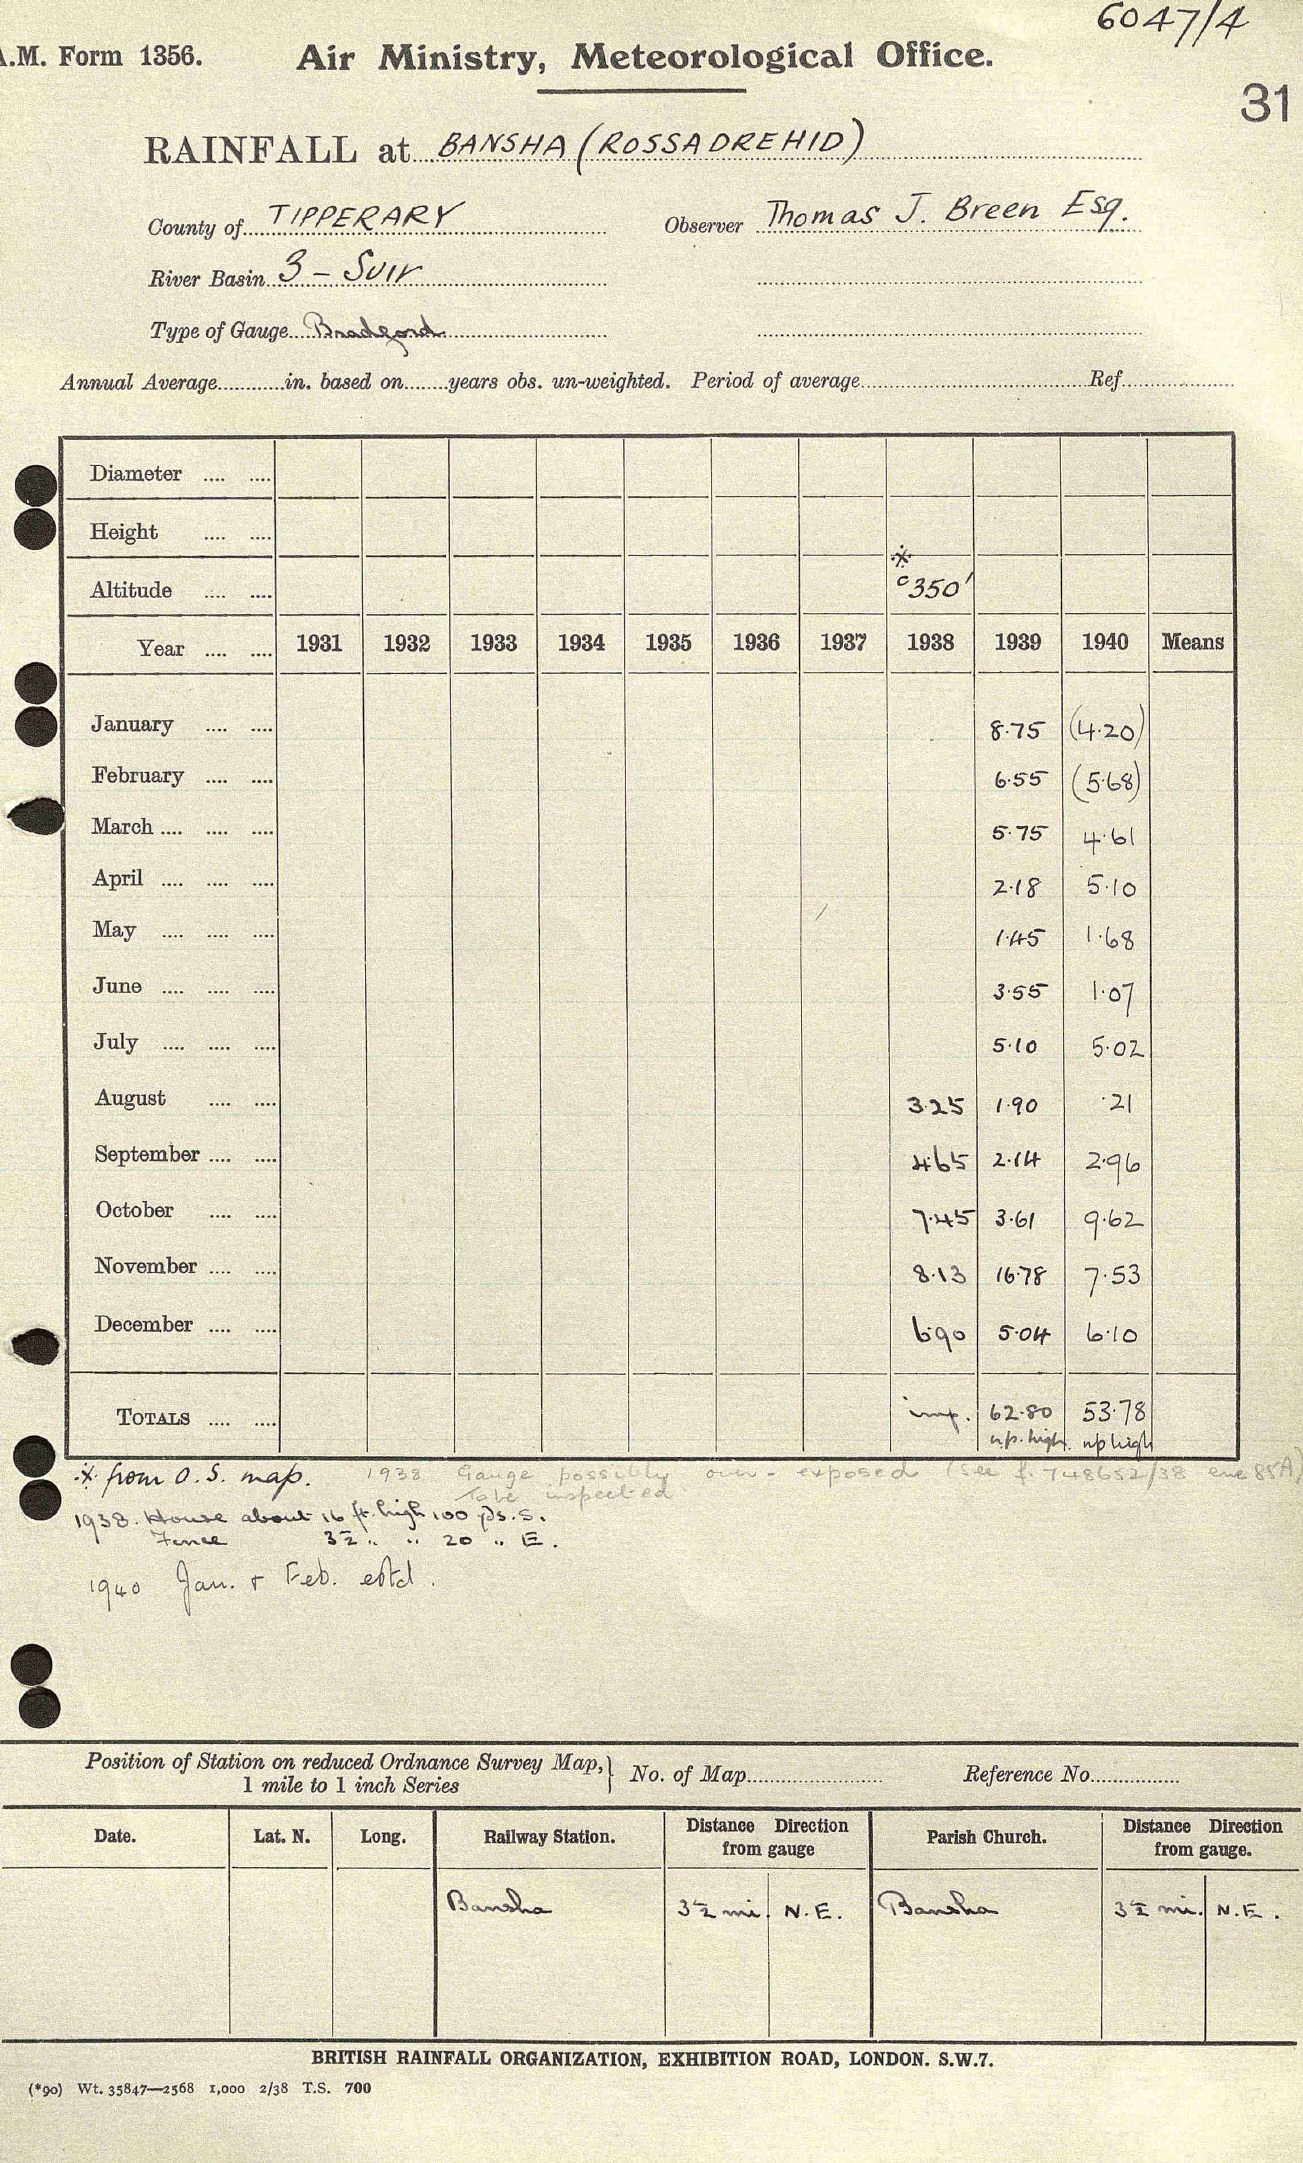 6047/4
A.M. Form 1356. Air Ministry, Meteorological Office.
31
RAINFALL at BANSHA (ROSSADREHID)
County of TIPPERARY Observer Thomas J. Breen Esq.
River Basin 3 - Suir
Type of Gauge Bradford
Annual Average in. based on years obs. un-weighted. Period of average Ref.
Diameter .... ....
Height .... ....
*
Altitude .... .... c350'
Year .... .... 1931 1932 1933 1934 1935 1936 1937 1938 1939 1940 Means
January .... .... 8.75 (4.20)
February .... .... 6.55 (5.68)
March .... .... .... 5.75 4.61
April .... .... .... 2.18 5.10
May .... .... .... 1.45 1.68
June .... .... .... 3.55 1.07
July .... .... .... 5.10 5.02
August .... .... 3.25 1.90 .21
September .... .... 4.65 2.14 2.96
October .... .... 7.45 3.61 9.62
November .... .... 8.13 16.78 7.53
December .... .... 6.90 5.04 6.10
TOTALS .... .... imp. 62.80 53.78
up. high up high
* from O.S. map. 1938 Gauge possibly over-exposed (see f. 748652/38 enc 85A)
To be inspected
1938. House about 16 ft. high 100 yds. S.
Fence 3½ " " 20 " E.
1940 Jan. & Feb. estd.
Position of Station on reduced Ordnance Survey Map,} No. of Map Reference No.
1 mile to 1 inch Series
Date. Lat. N. Long. Railway Station. Distance Direction from gauge Parish Church. Distance Direction from gauge.
Bansha 3½ mi. N.E. Bansha 3½ mi. N.E.
BRITISH RAINFALL ORGANIZATION, EXHIBITION ROAD, LONDON. S.W.7.
(*90) Wt. 35847—2568 1,000 2/38 T.S. 700